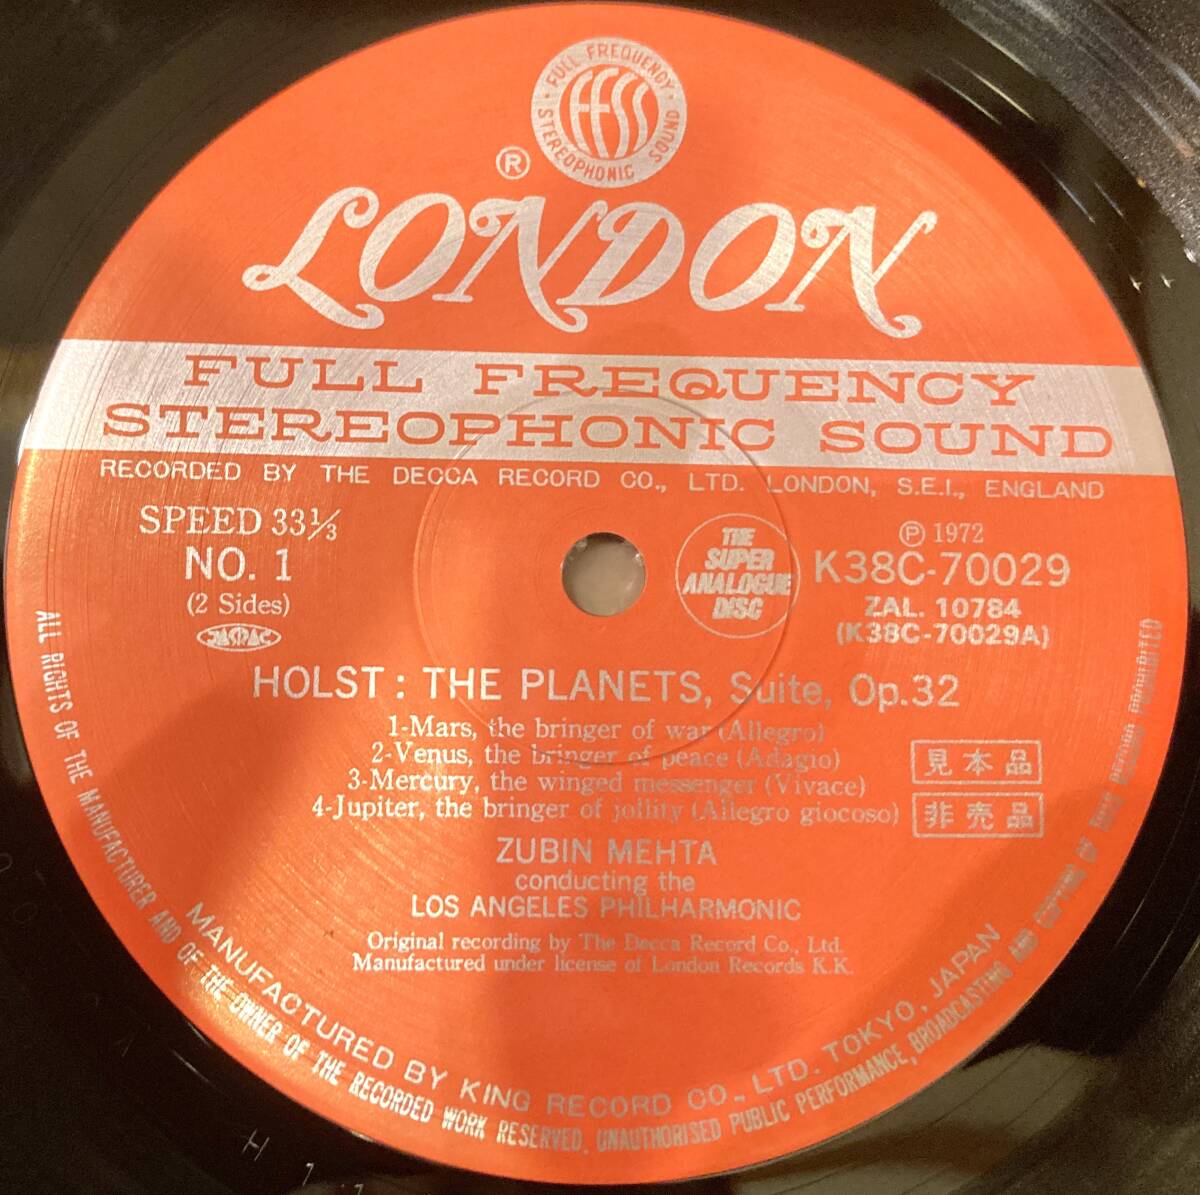 FULL FREQUENCY
FFSS
STEREOPHONIC SOUND
®
LONDON
FULL FREQUENCY
STEREOPHONIC SOUND
RECORDED BY THE DECCA RECORD CO., LTD. LONDON, S.E.I., ENGLAND
SPEED 33⅓
NO. 1
(2 Sides)
JASRAC
THE
SUPER
ANALOGUE
DISC
℗ 1972
K38C-70029
ZAL. 10784
(K38C-70029A)
HOLST : THE PLANETS, Suite, Op.32
1-Mars, the bringer of war (Allegro)
2-Venus, the bringer of peace (Adagio)
3-Mercury, the winged messenger (Vivace)
4-Jupiter, the bringer of jollity (Allegro giocoso)
見本品
非売品
ZUBIN MEHTA
conducting the
LOS ANGELES PHILHARMONIC
Original recording by The Decca Record Co., Ltd.
Manufactured under license of London Records K.K.
MANUFACTURED BY KING RECORD CO., LTD. TOKYO, JAPAN
ALL RIGHTS OF THE MANUFACTURER AND OF THE OWNER OF THE RECORDED WORK RESERVED. UNAUTHORISED PUBLIC PERFORMANCE, BROADCASTING AND COPYING OF THIS RECORD PROHIBITED